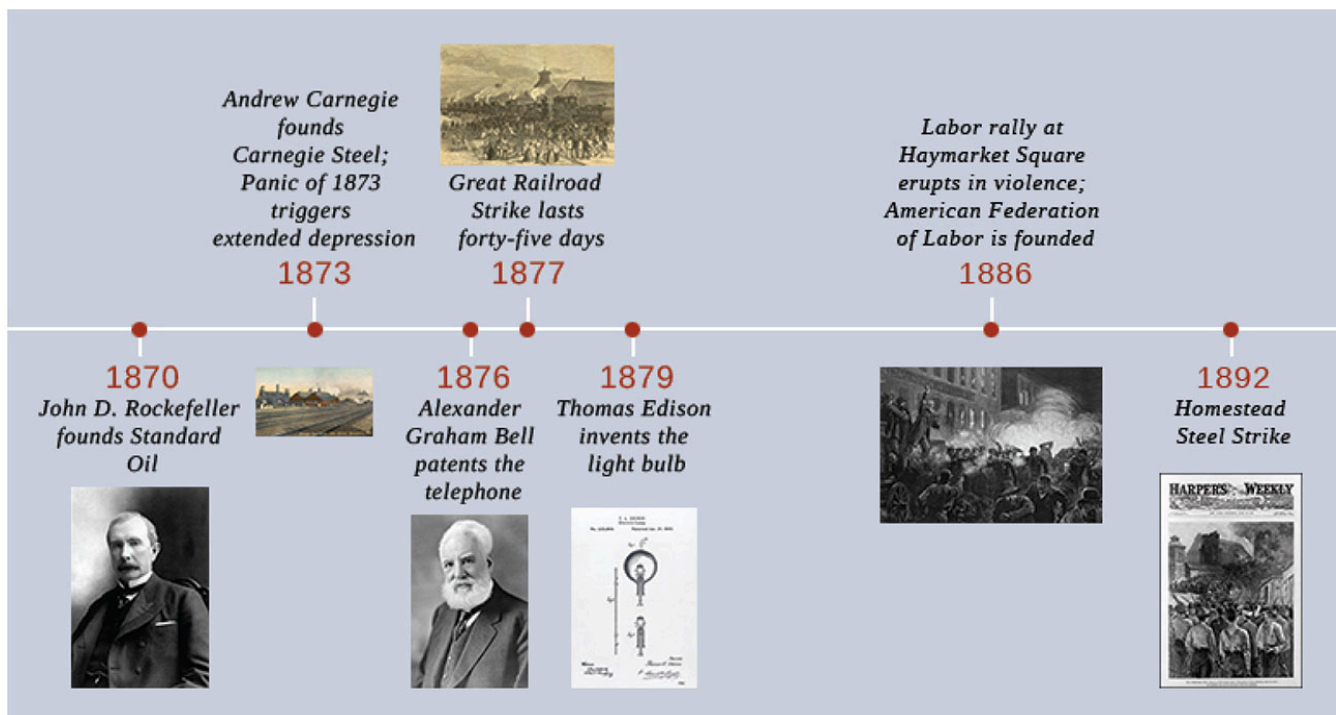 1870
John D. Rockefeller
founds Standard
Oil
Andrew Carnegie
founds
Carnegie Steel;
Panic of 1873
triggers
extended depression
1873
1876
Alexander
Graham Bell
patents the
telephone
Great Railroad
Strike lasts
forty-five days
1877
1879
Thomas Edison
invents the
light bulb
T. A. EDISON.
Labor rally at
Haymarket Square
erupts in violence;
American Federation
of Labor is founded
1886
1892
Homestead
Steel Strike
HARPER'S WEEKLY